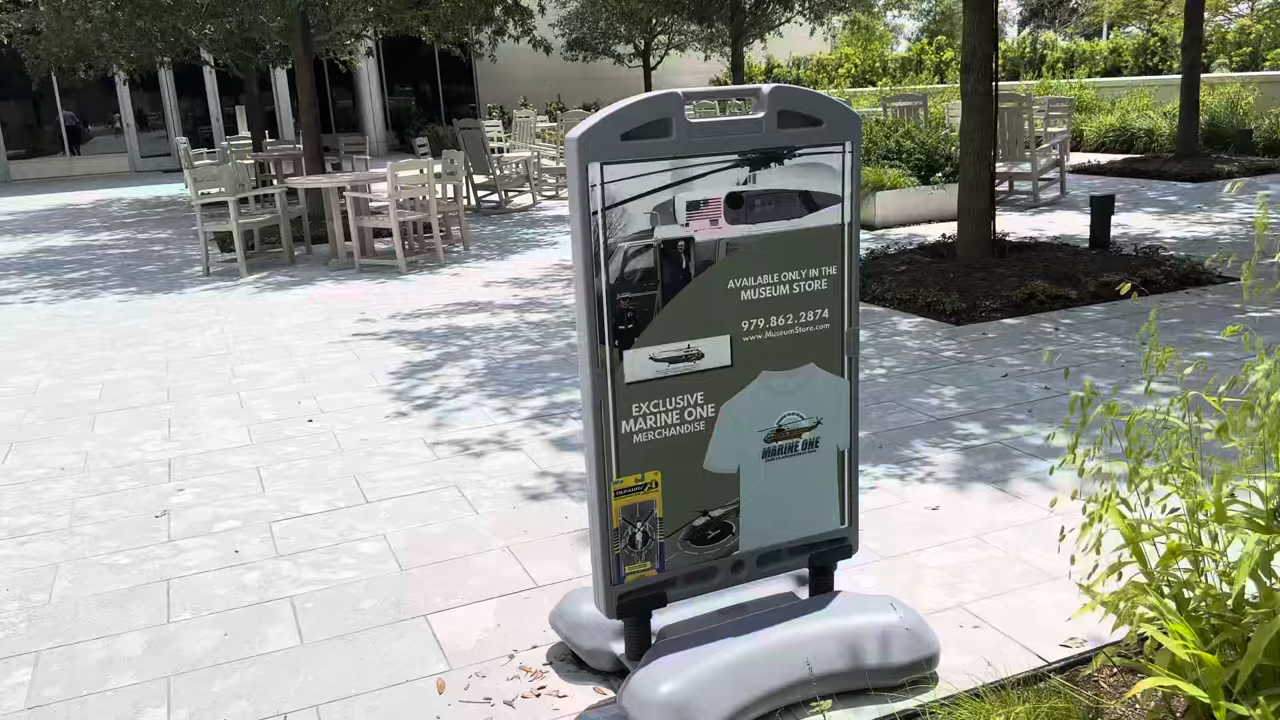 AVAILABLE ONLY IN THE
MUSEUM STORE
979.862.2874
www.MuseumStore.com
EXCLUSIVE
MARINE ONE
MERCHANDISE
MARINE ONE